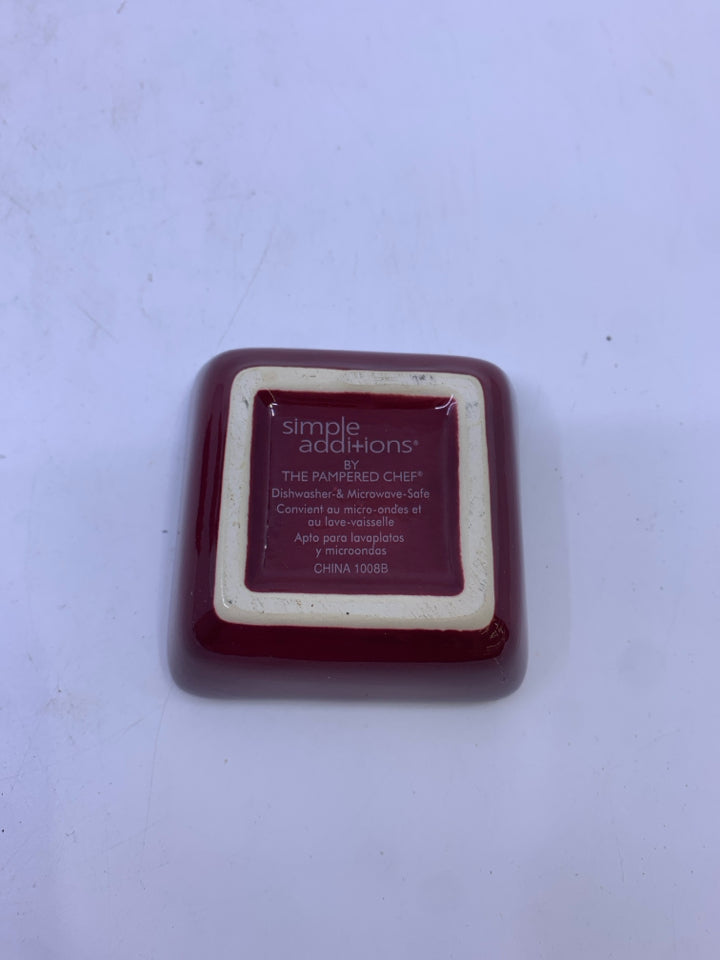 simple
additions®
BY
THE PAMPERED CHEF®
Dishwasher-& Microwave-Safe
Convient au micro-ondes et
au lave-vaisselle
Apto para lavaplatos
y microondas
CHINA 1008B